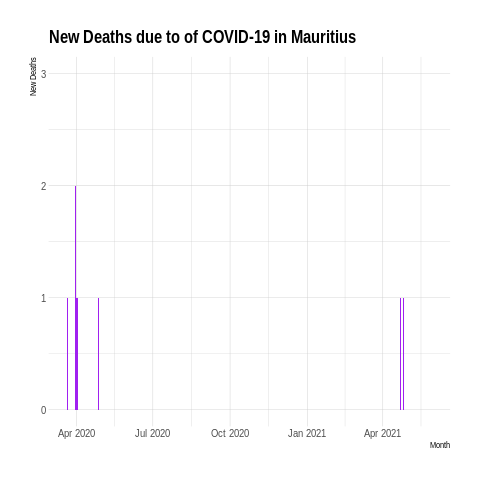 New Deaths due to of COVID-19 in Mauritius
New Deaths
3
2
1
0
Apr 2020
Jul 2020
Oct 2020
Jan 2021
Apr 2021
Month